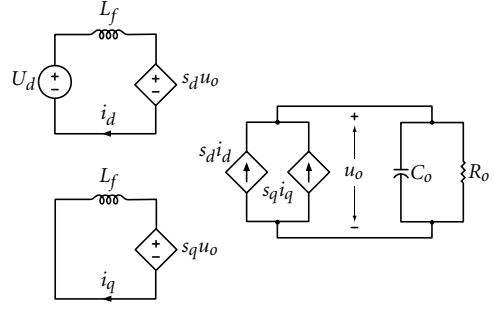 L_f
U_d
+
−
+
−
s_d u_o
i_d
L_f
+
−
s_q u_o
i_q
s_d i_d
s_q i_q
+
u_o
−
C_o
R_o